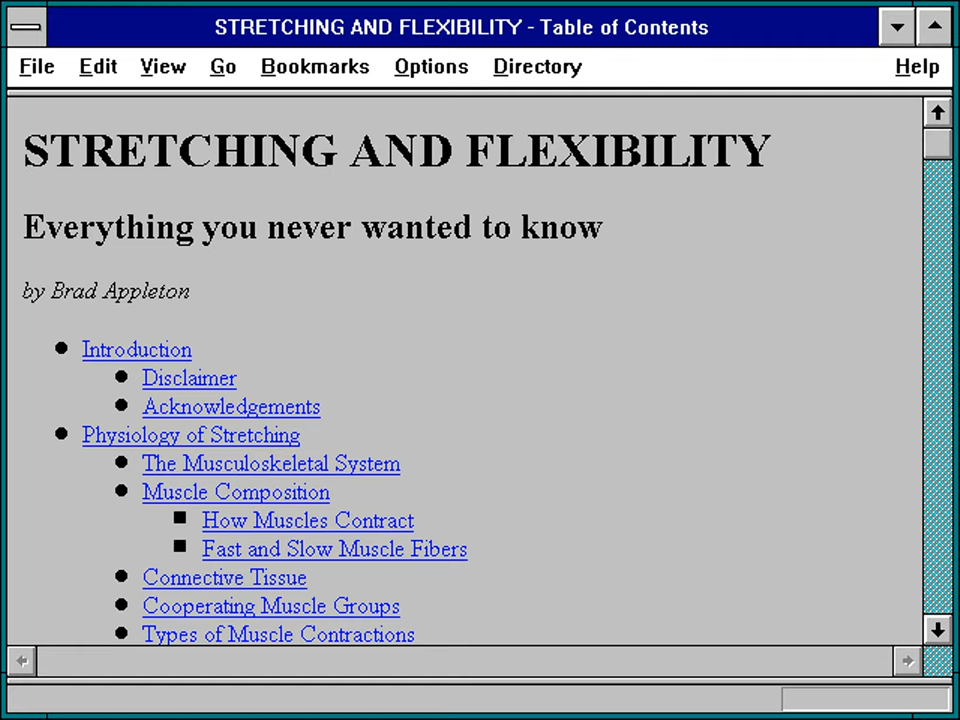 STRETCHING AND FLEXIBILITY - Table of Contents
File Edit View Go Bookmarks Options Directory Help
STRETCHING AND FLEXIBILITY
Everything you never wanted to know
by Brad Appleton
Introduction
Disclaimer
Acknowledgements
Physiology of Stretching
The Musculoskeletal System
Muscle Composition
How Muscles Contract
Fast and Slow Muscle Fibers
Connective Tissue
Cooperating Muscle Groups
Types of Muscle Contractions